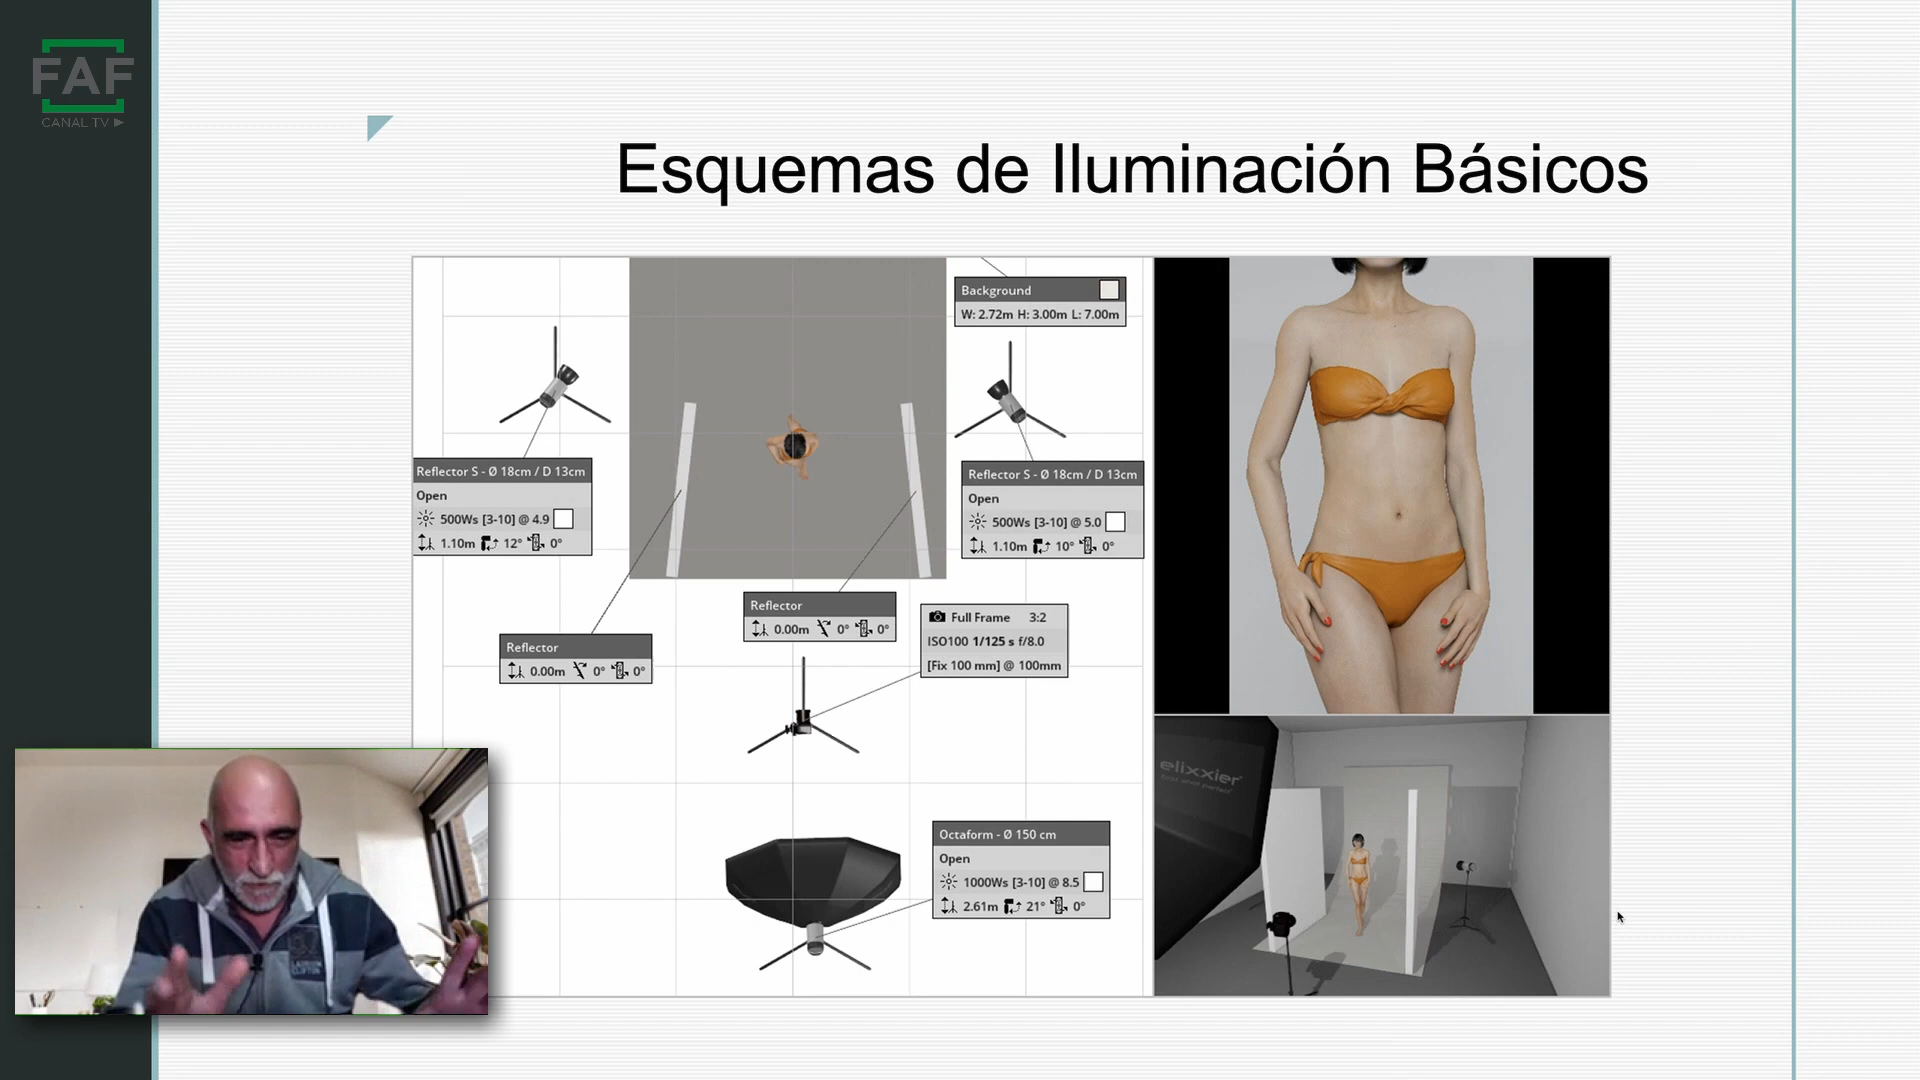 FAF
CANAL TV
Esquemas de Iluminación Básicos
Background
W: 2.72m H: 3.00m L: 7.00m
Reflector S - Ø 18cm / D 13cm
Open
500Ws [3-10] @ 4.9
1.10m 12° 0°
Reflector S - Ø 18cm / D 13cm
Open
500Ws [3-10] @ 5.0
1.10m 10° 0°
Reflector
0.00m 0° 0°
Reflector
0.00m 0° 0°
Full Frame 3:2
ISO100 1/125 s f/8.0
[Fix 100 mm] @ 100mm
Octaform - Ø 150 cm
Open
1000Ws [3-10] @ 8.5
2.61m 21° 0°
elixxier